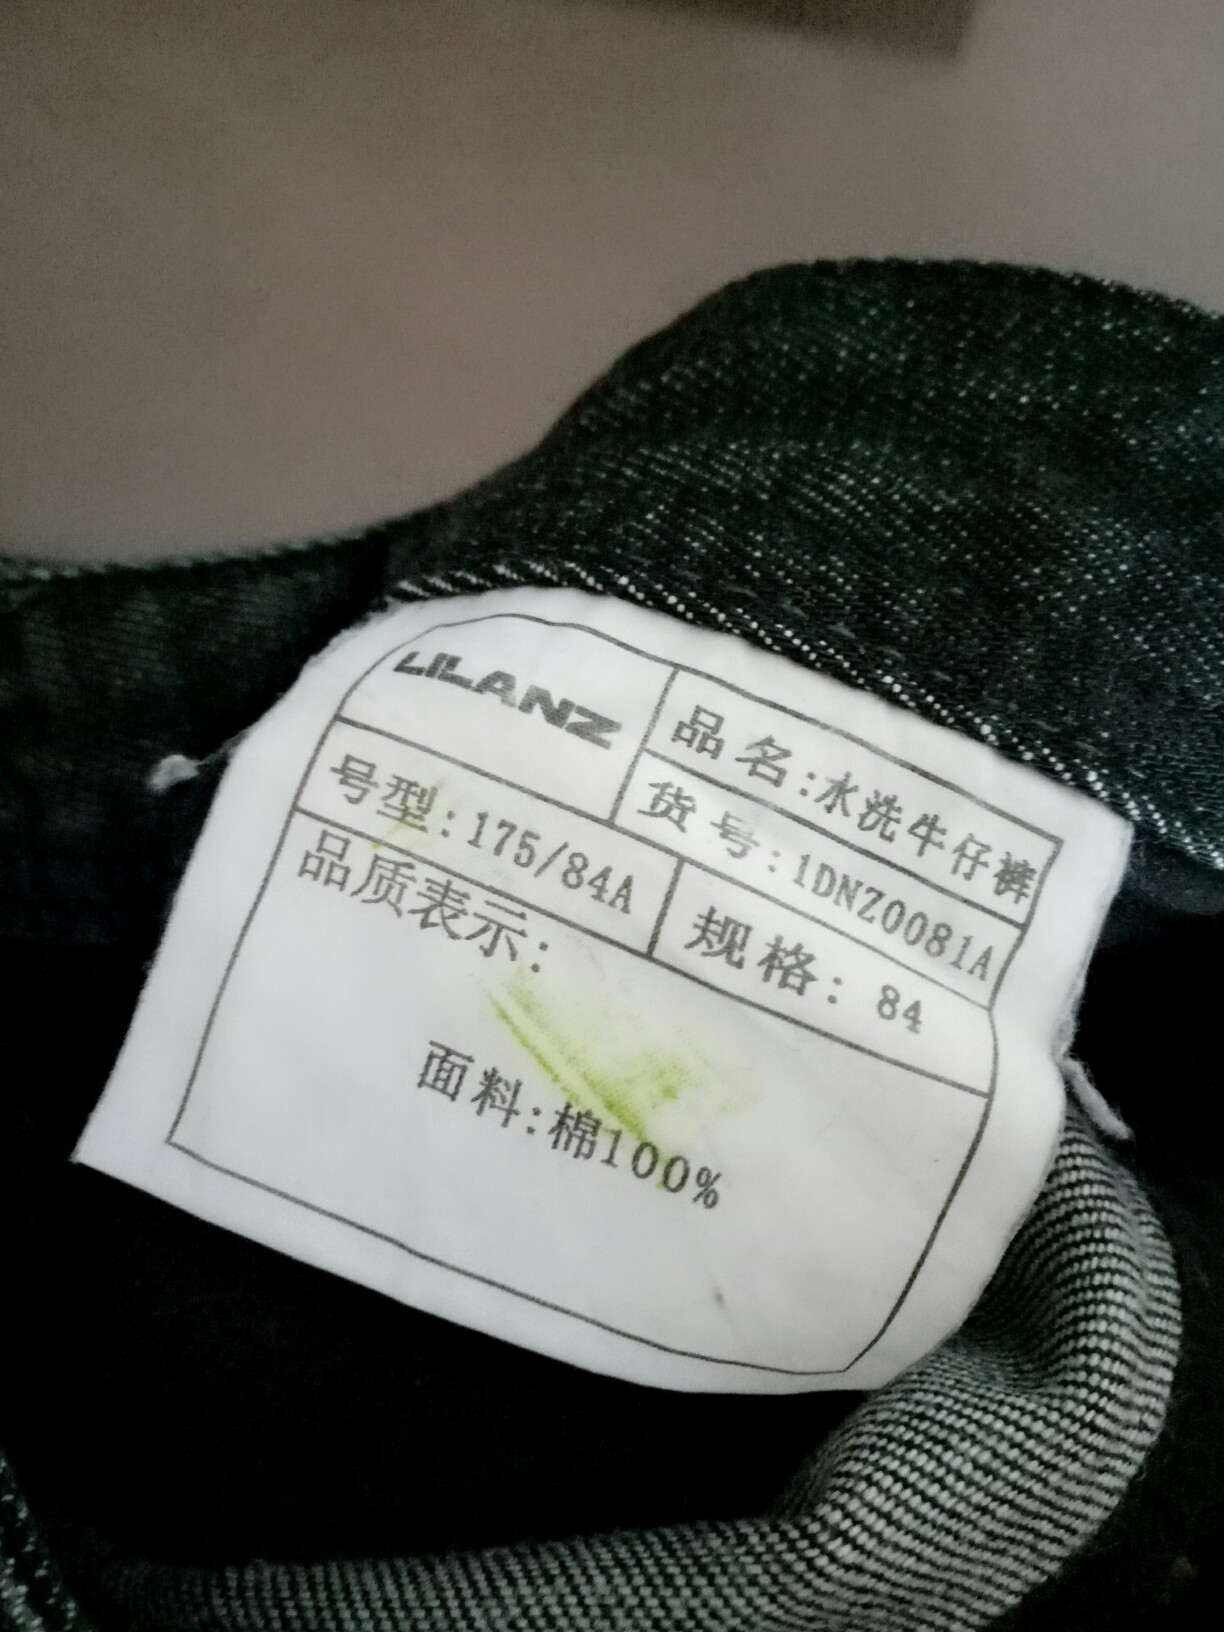 LILANZ
品名:水洗牛仔裤
货号:1DNZ0081A
号型:175/84A
规格: 84
品质表示:
面料:棉100%